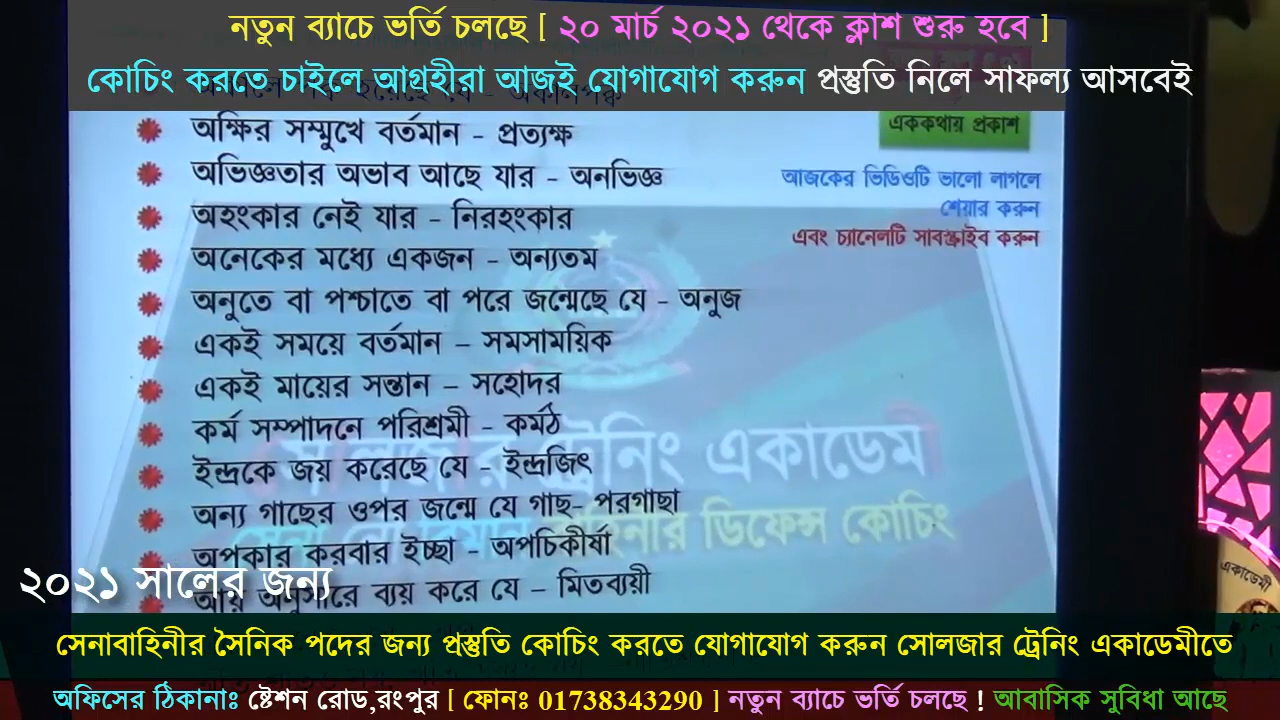 নতুন ব্যাচে ভর্তি চলছে [ ২০ মার্চ ২০২১ থেকে ক্লাশ শুরু হবে ]
কোচিং করতে চাইলে আগ্রহীরা আজই যোগাযোগ করুন প্রস্তুতি নিলে সাফল্য আসবেই
এককথায় প্রকাশ
অক্ষির সম্মুখে বর্তমান - প্রত্যক্ষ
অভিজ্ঞতার অভাব আছে যার - অনভিজ্ঞ
আজকের ভিডিওটি ভালো লাগলে
শেয়ার করুন
এবং চ্যানেলটি সাবস্ক্রাইব করুন
অহংকার নেই যার - নিরহংকার
অনেকের মধ্যে একজন - অন্যতম
অনুতে বা পশ্চাতে বা পরে জন্মেছে যে - অনুজ
একই সময়ে বর্তমান – সমসাময়িক
একই মায়ের সন্তান – সহোদর
কর্ম সম্পাদনে পরিশ্রমী - কর্মঠ
ইন্দ্রকে জয় করেছে যে - ইন্দ্রজিৎ
অন্য গাছের ওপর জন্মে যে গাছ- পরগাছা
অপকার করবার ইচ্ছা - অপচিকীর্ষা
আয় অনুসারে ব্যয় করে যে – মিতব্যয়ী
ট্রেনিং একাডেম
ডিফেন্স কোচিং
একাডেমী
২০২১ সালের জন্য
সেনাবাহিনীর সৈনিক পদের জন্য প্রস্তুতি কোচিং করতে যোগাযোগ করুন সোলজার ট্রেনিং একাডেমীতে
অফিসের ঠিকানাঃ ষ্টেশন রোড,রংপুর [ ফোনঃ 01738343290 ] নতুন ব্যাচে ভর্তি চলছে ! আবাসিক সুবিধা আছে